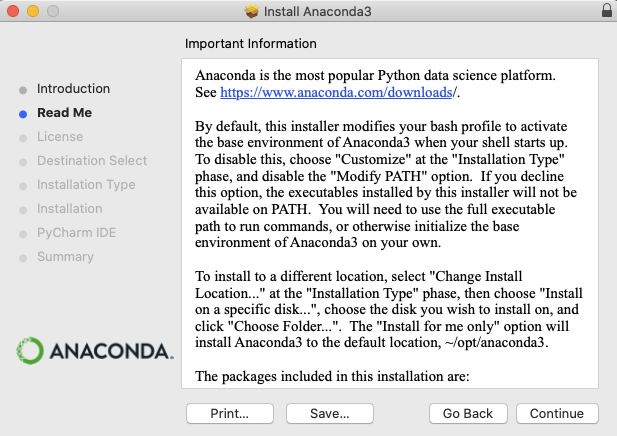 Install Anaconda3
Important Information
Introduction
Read Me
License
Destination Select
Installation Type
Installation
PyCharm IDE
Summary
ANACONDA.
Anaconda is the most popular Python data science platform.
See https://www.anaconda.com/downloads/.
By default, this installer modifies your bash profile to activate
the base environment of Anaconda3 when your shell starts up.
To disable this, choose "Customize" at the "Installation Type"
phase, and disable the "Modify PATH" option.  If you decline
this option, the executables installed by this installer will not be
available on PATH.  You will need to use the full executable
path to run commands, or otherwise initialize the base
environment of Anaconda3 on your own.
To install to a different location, select "Change Install
Location..." at the "Installation Type" phase, then choose "Install
on a specific disk...", choose the disk you wish to install on, and
click "Choose Folder...".  The "Install for me only" option will
install Anaconda3 to the default location, ~/opt/anaconda3.
The packages included in this installation are:
Print...
Save...
Go Back
Continue